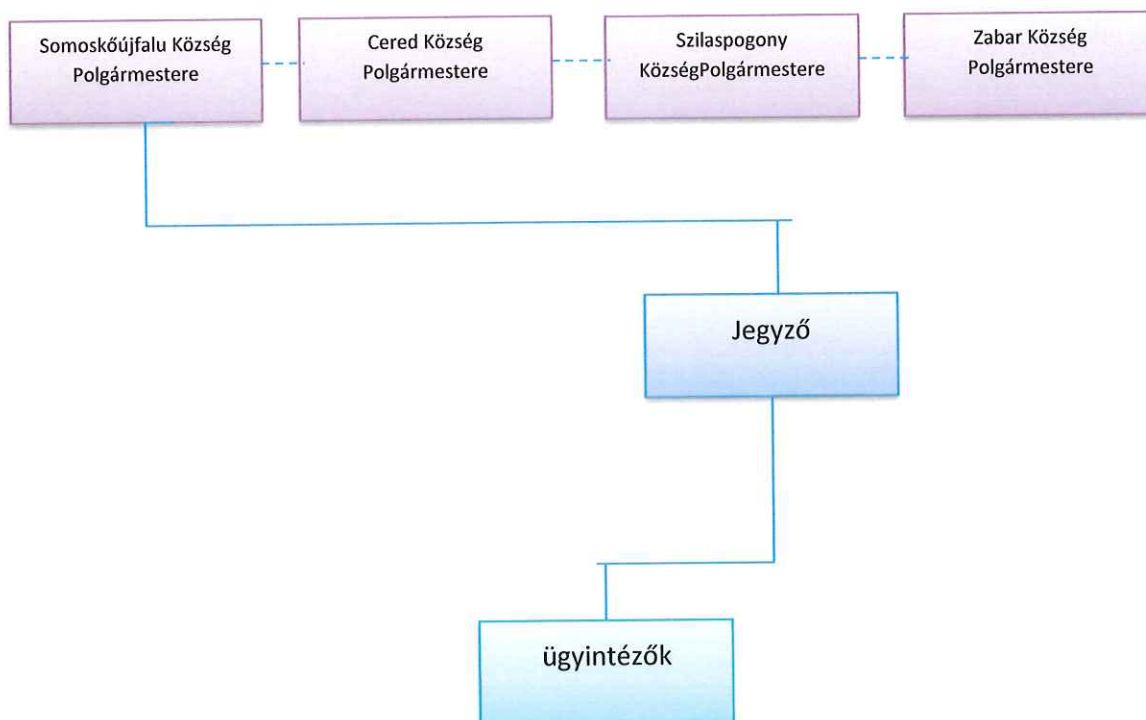 Somoskőújfalu Község
Polgármestere
Cered Község
Polgármestere
Szilaspogony
KözségPolgármestere
Zabar Község
Polgármestere
Jegyző
ügyintézők